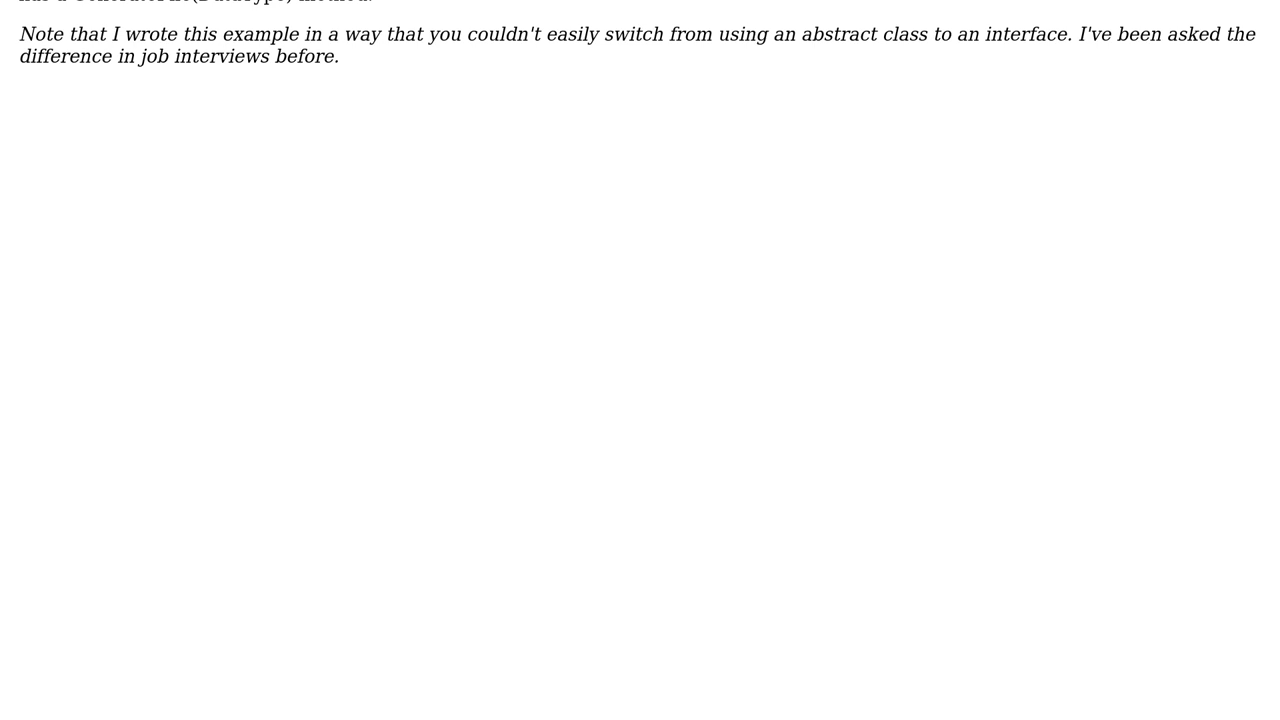 Note that I wrote this example in a way that you couldn't easily switch from using an abstract class to an interface. I've been asked the
difference in job interviews before.